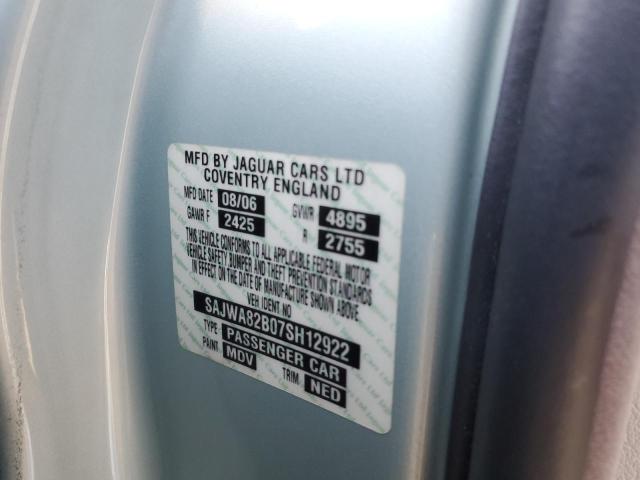 MFD BY JAGUAR CARS LTD
COVENTRY ENGLAND
MFD DATE 08/06 GVWR 4895
GAWR F 2425 R 2755
THIS VEHICLE CONFORMS TO ALL APPLICABLE FEDERAL MOTOR
VEHICLE SAFETY BUMPER AND THEFT PREVENTION STANDARDS
IN EFFECT ON THE DATE OF MANUFACTURE SHOWN ABOVE
VEH IDENT NO
SAJWA82B07SH12922
TYPE PASSENGER CAR
PAINT MDV TRIM NED